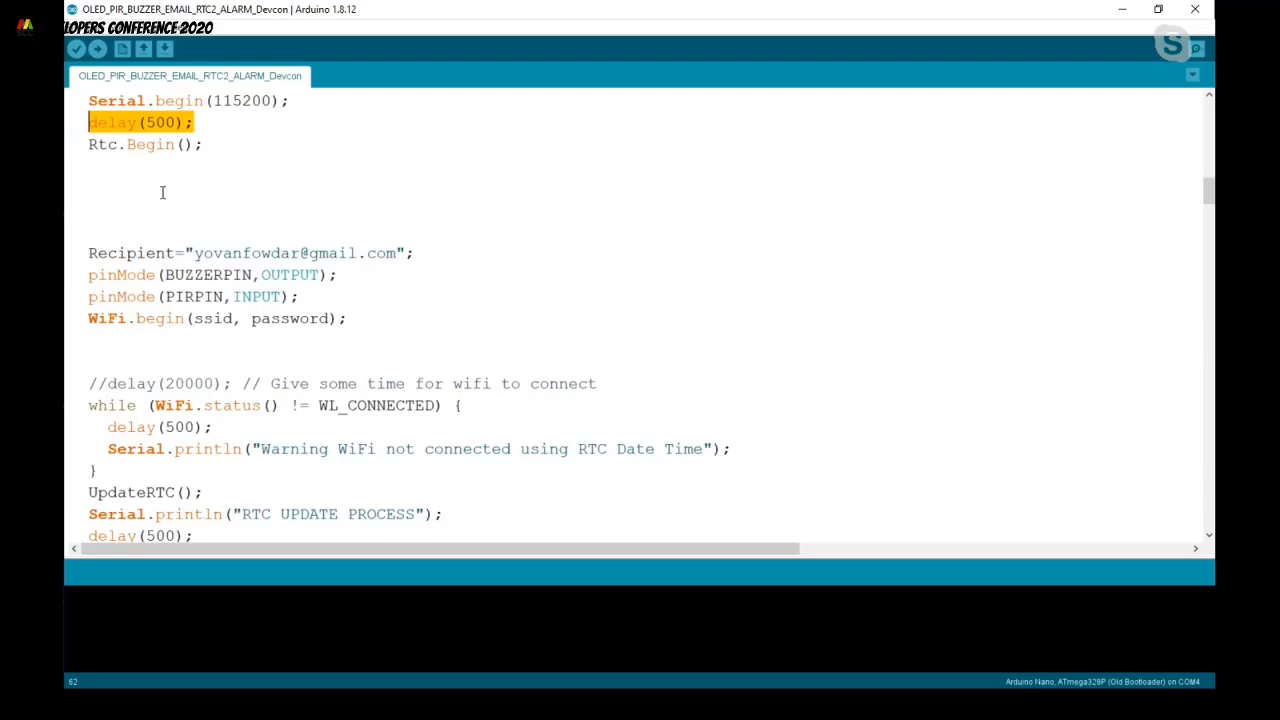 OLED_PIR_BUZZER_EMAIL_RTC2_ALARM_Devcon | Arduino 1.8.12
ELOPERS CONFERENCE 2020
OLED_PIR_BUZZER_EMAIL_RTC2_ALARM_Devcon
Serial.begin(115200);
delay(500);
Rtc.Begin();
Recipient="yovanfowdar@gmail.com";
pinMode(BUZZERPIN,OUTPUT);
pinMode(PIRPIN,INPUT);
WiFi.begin(ssid, password);
//delay(20000); // Give some time for wifi to connect
while (WiFi.status() != WL_CONNECTED) {
delay(500);
Serial.println("Warning WiFi not connected using RTC Date Time");
}
UpdateRTC();
Serial.println("RTC UPDATE PROCESS");
delay(500);
62
Arduino Nano, ATmega328P (Old Bootloader) on COM4